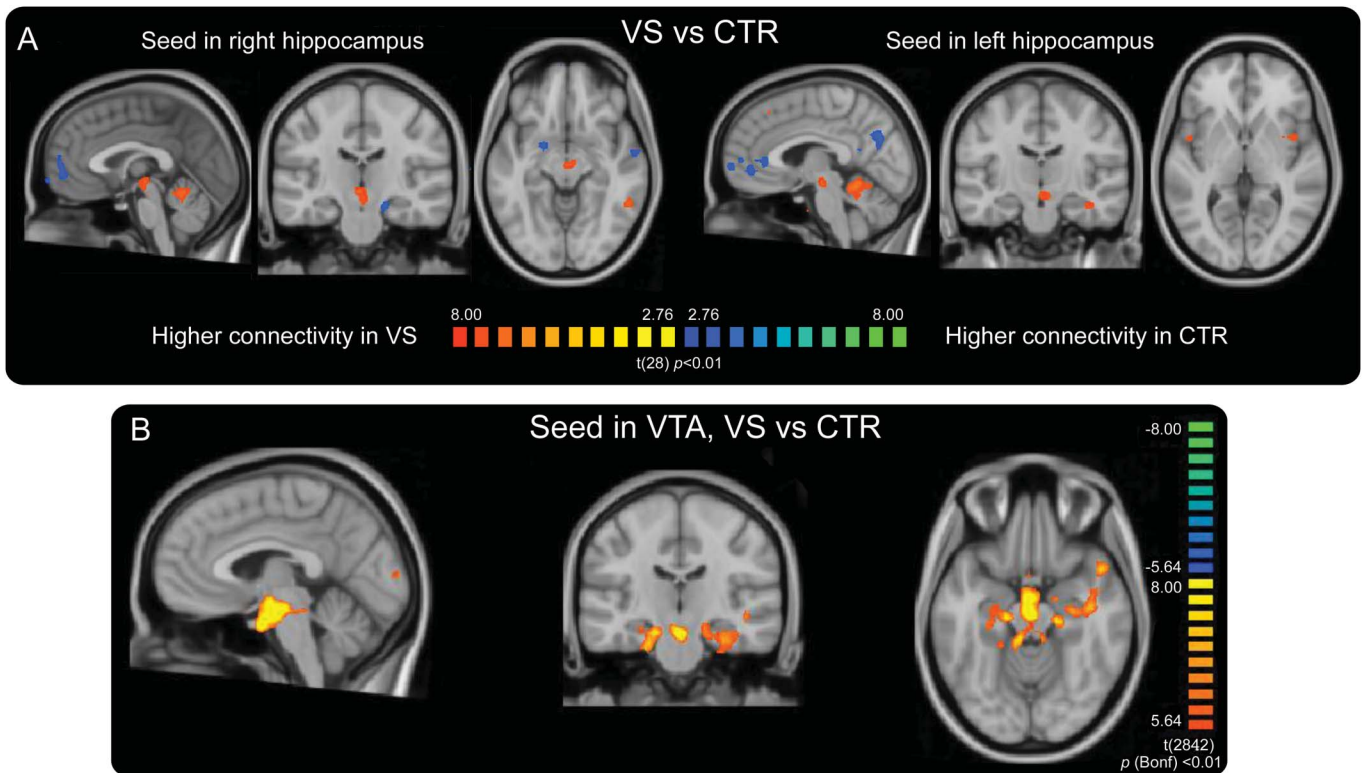 A
VS vs CTR
Seed in right hippocampus
Seed in left hippocampus
8.00
2.76
2.76
8.00
Higher connectivity in VS
Higher connectivity in CTR
t(28) p<0.01
B
Seed in VTA, VS vs CTR
-8.00
-5.64
8.00
5.64
t(2842)
p (Bonf) <0.01